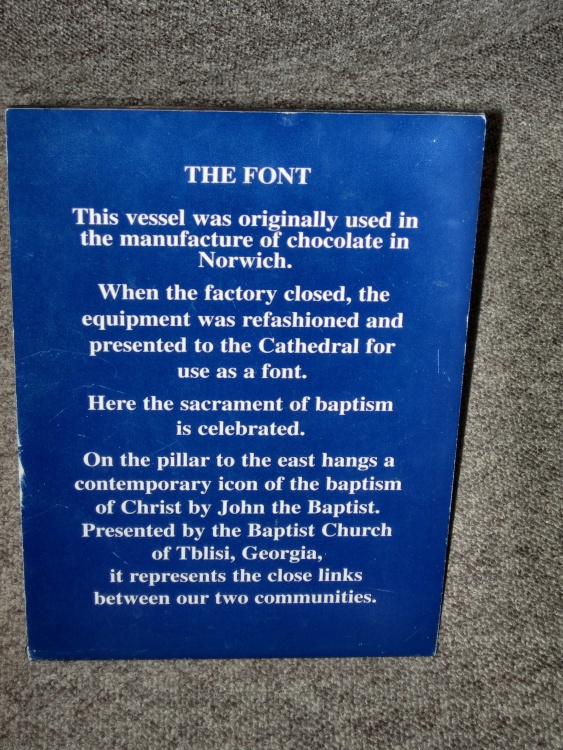 THE FONT
This vessel was originally used in
the manufacture of chocolate in
Norwich.
When the factory closed, the
equipment was refashioned and
presented to the Cathedral for
use as a font.
Here the sacrament of baptism
is celebrated.
On the pillar to the east hangs a
contemporary icon of the baptism
of Christ by John the Baptist.
Presented by the Baptist Church
of Tblisi, Georgia,
it represents the close links
between our two communities.